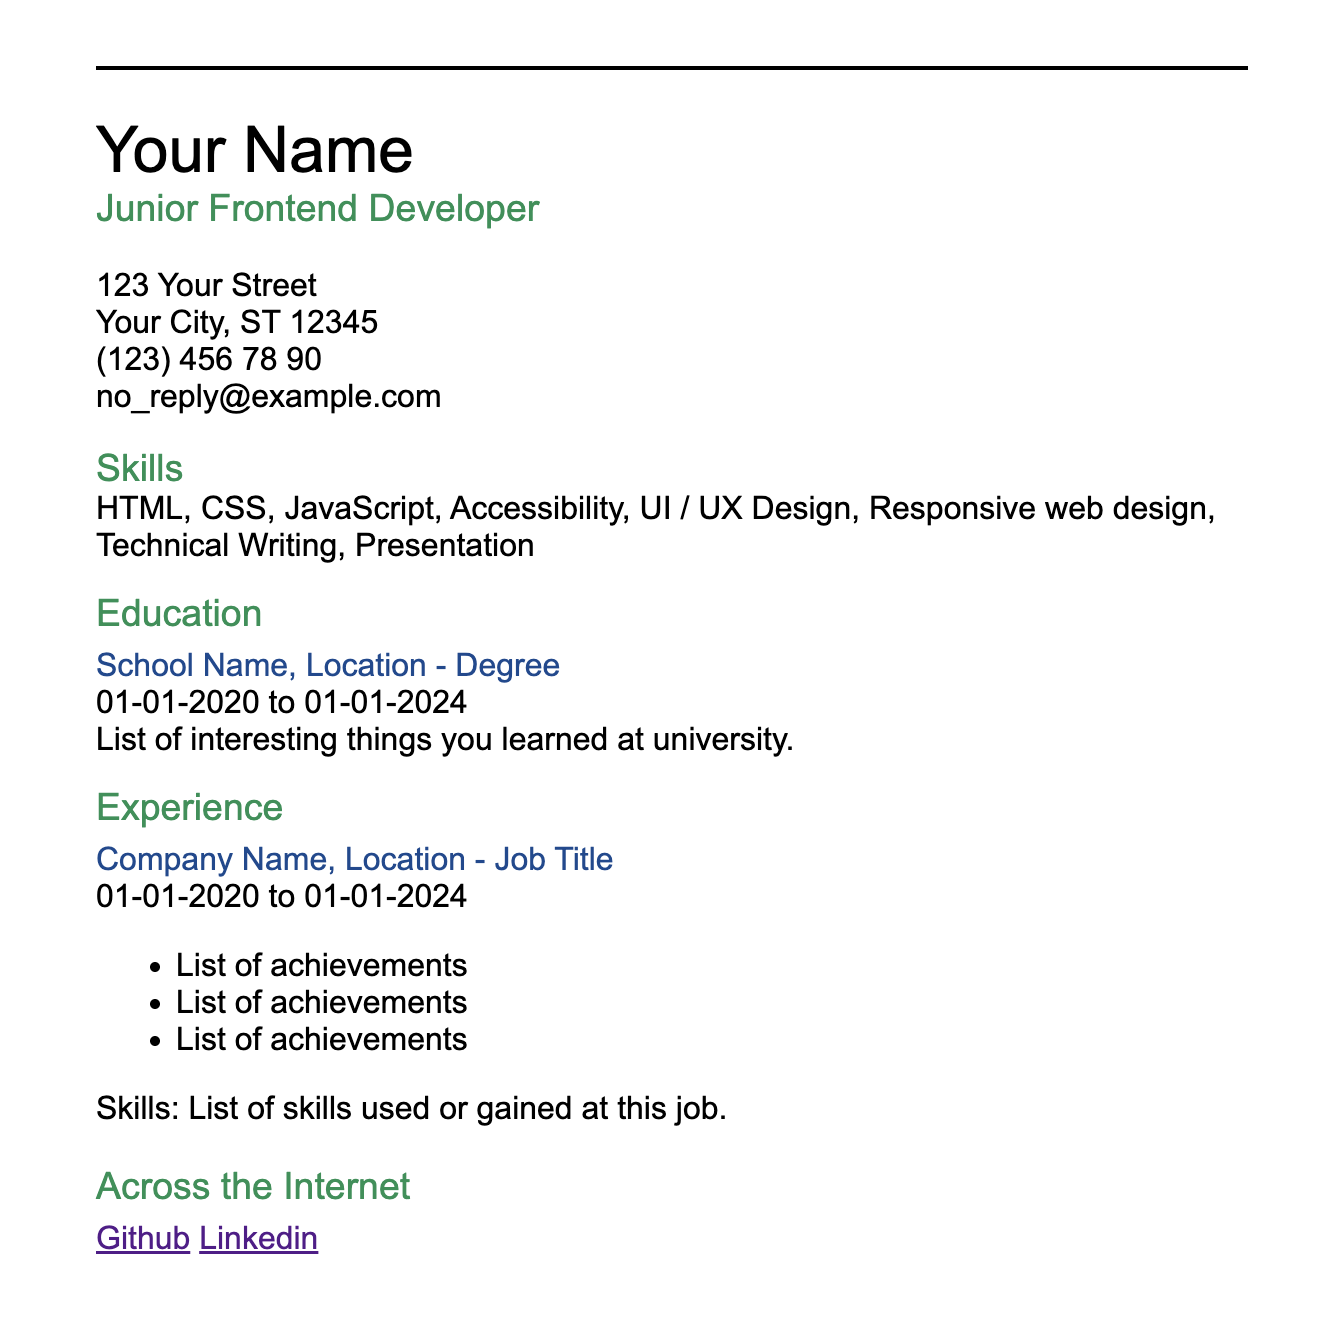 Your Name
Junior Frontend Developer
123 Your Street
Your City, ST 12345
(123) 456 78 90
no_reply@example.com
Skills
HTML, CSS, JavaScript, Accessibility, UI / UX Design, Responsive web design,
Technical Writing, Presentation
Education
School Name, Location - Degree
01-01-2020 to 01-01-2024
List of interesting things you learned at university.
Experience
Company Name, Location - Job Title
01-01-2020 to 01-01-2024
• List of achievements
• List of achievements
• List of achievements
Skills: List of skills used or gained at this job.
Across the Internet
Github Linkedin